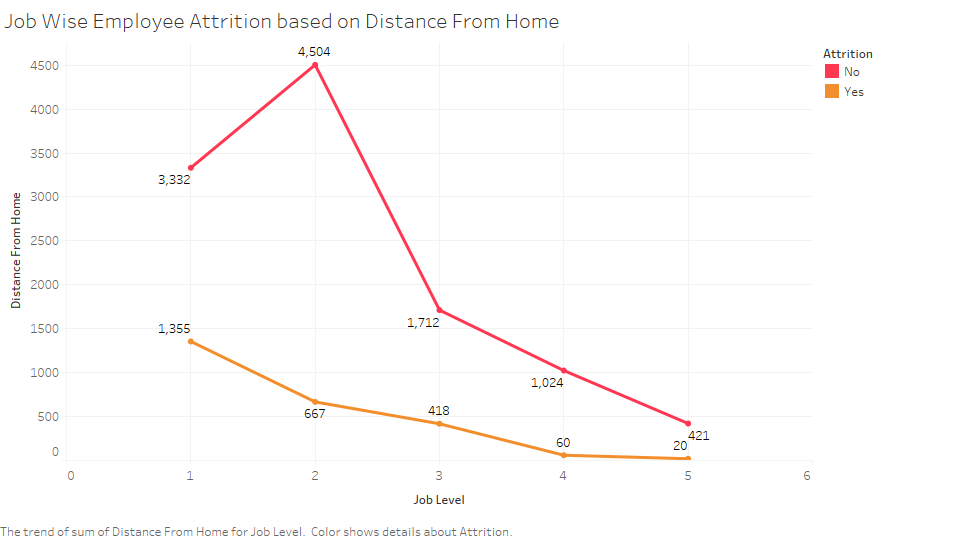 Job Wise Employee Attrition based on Distance From Home
Attrition
No
Yes
Distance From Home
4500
4000
3500
3000
2500
2000
1500
1000
500
0
4,504
3,332
1,712
1,355
1,024
667
418
421
60
20
0 1 2 3 4 5 6
Job Level
The trend of sum of Distance From Home for Job Level. Color shows details about Attrition.